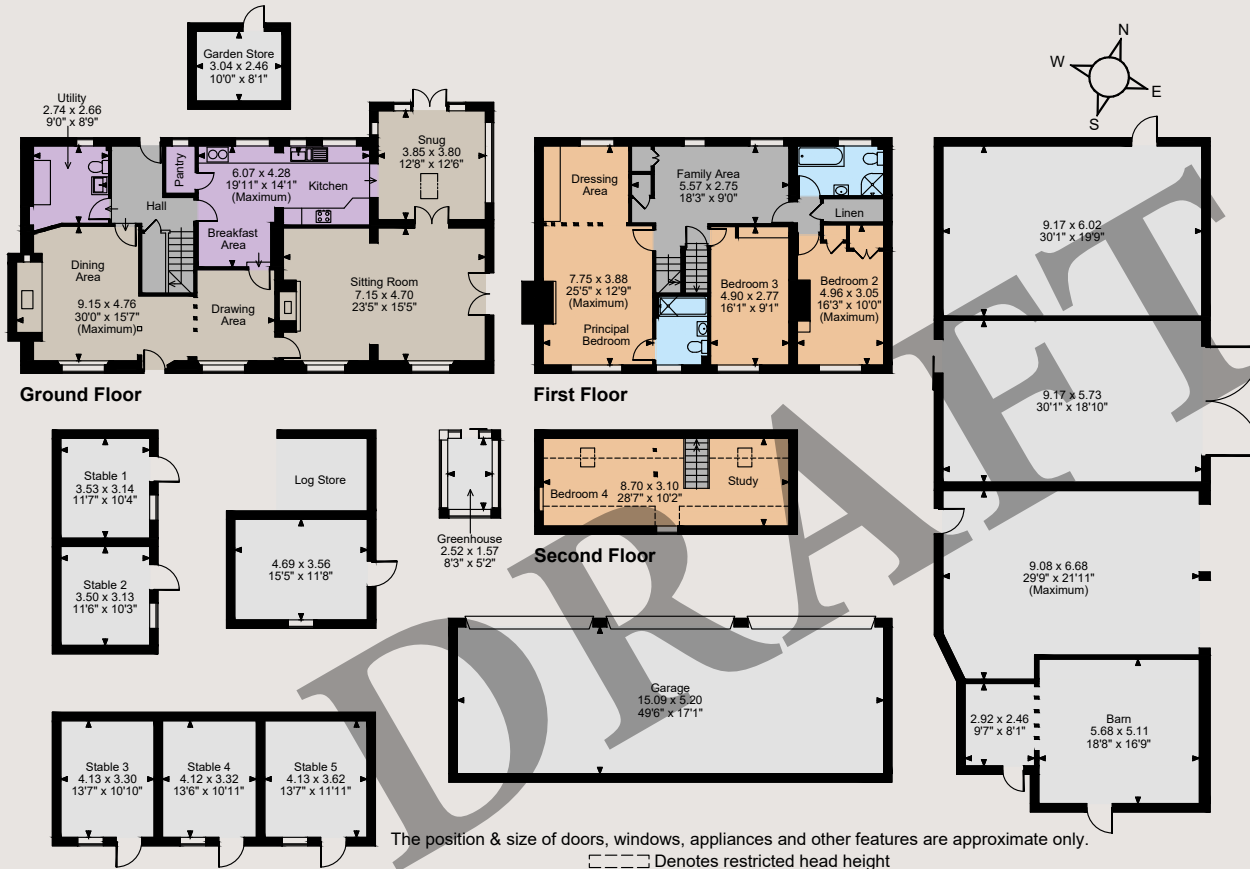 Garden Store
3.04 x 2.46
10'0" x 8'1"
Utility
2.74 x 2.66
9'0" x 8'9"
Pantry
6.07 x 4.28
19'11" x 14'1"
(Maximum)
Kitchen
Snug
3.85 x 3.80
12'8" x 12'6"
Hall
Breakfast
Area
Dining
Area
9.15 x 4.76
30'0" x 15'7"
(Maximum)
Drawing
Area
Sitting Room
7.15 x 4.70
23'5" x 15'5"
Ground Floor
Dressing
Area
Family Area
5.57 x 2.75
18'3" x 9'0"
Linen
7.75 x 3.88
25'5" x 12'9"
(Maximum)
Principal
Bedroom
Bedroom 3
4.90 x 2.77
16'1" x 9'1"
Bedroom 2
4.96 x 3.05
16'3" x 10'0"
(Maximum)
First Floor
N
W
E
S
9.17 x 6.02
30'1" x 19'9"
9.17 x 5.73
30'1" x 18'10"
9.08 x 6.68
29'9" x 21'11"
(Maximum)
2.92 x 2.46
9'7" x 8'1"
Barn
5.68 x 5.11
18'8" x 16'9"
Stable 1
3.53 x 3.14
11'7" x 10'4"
Stable 2
3.50 x 3.13
11'6" x 10'3"
Log Store
4.69 x 3.56
15'5" x 11'8"
Greenhouse
2.52 x 1.57
8'3" x 5'2"
Bedroom 4
8.70 x 3.10
28'7" x 10'2"
Study
Second Floor
Garage
15.09 x 5.20
49'6" x 17'1"
Stable 3
4.13 x 3.30
13'7" x 10'10"
Stable 4
4.12 x 3.32
13'6" x 10'11"
Stable 5
4.13 x 3.62
13'7" x 11'11"
DRAFT
The position & size of doors, windows, appliances and other features are approximate only.
Denotes restricted head height